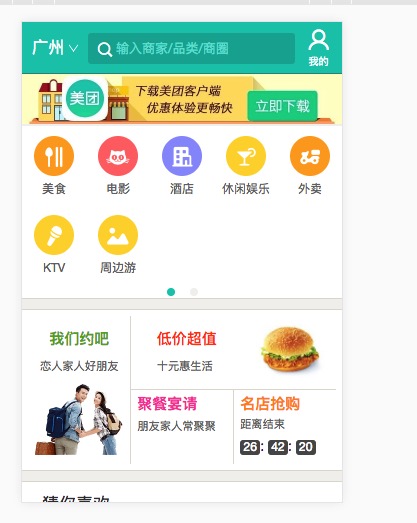 广州
输入商家/品类/商圈
我的
美团
下载美团客户端
优惠体验更畅快
立即下载
美食
电影
酒店
休闲娱乐
外卖
KTV
周边游
我们约吧
恋人家人好朋友
低价超值
十元惠生活
聚餐宴请
朋友家人常聚聚
名店抢购
距离结束
26:42:20
猜你喜欢